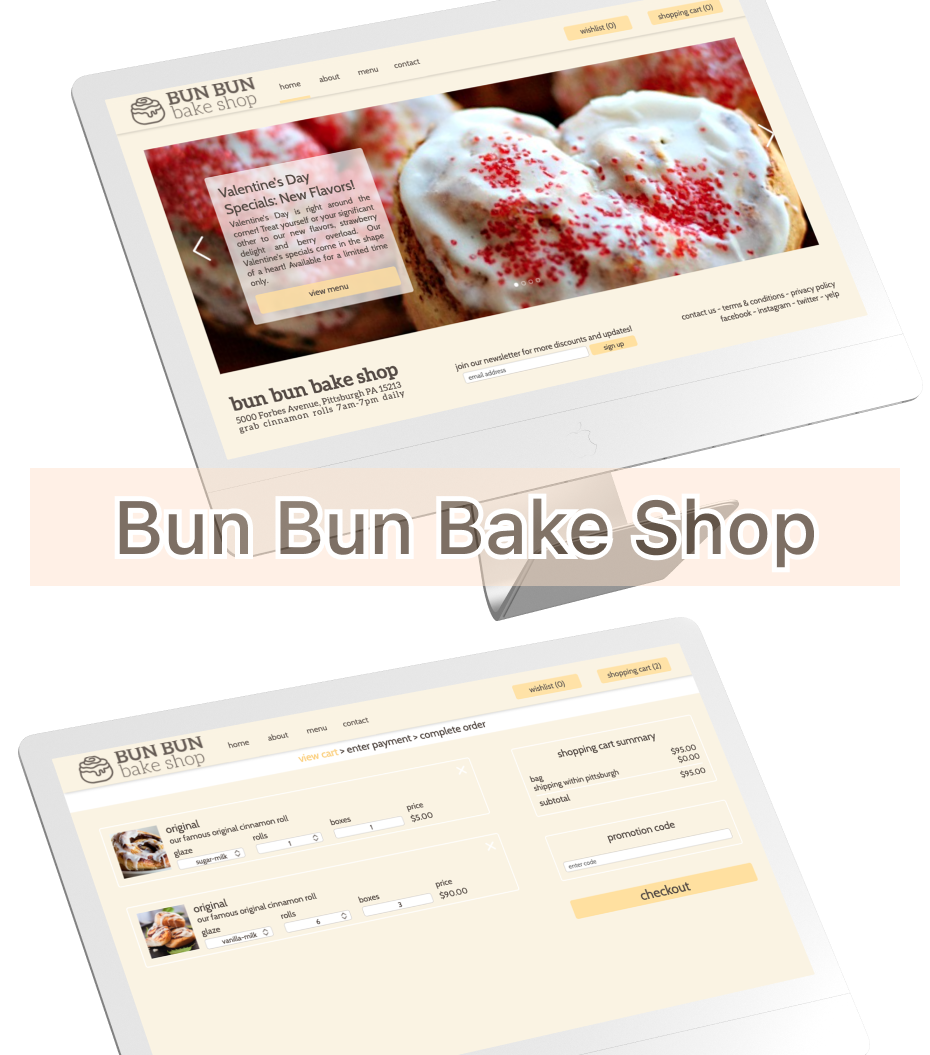 wishlist (0)
shopping cart (0)
BUN BUN
bake shop
home
about
menu
contact
Valentine's Day
Specials: New Flavors!
Valentine's Day is right around the
corner! Treat yourself or your significant
other to our new flavors, strawberry
delight and berry overload. Our
Valentine's specials come in the shape
of a heart! Available for a limited time
only.
view menu
bun bun bake shop
5000 Forbes Avenue, Pittsburgh PA 15213
grab cinnamon rolls 7am-7pm daily
join our newsletter for more discounts and updates!
email address
sign up
contact us - terms & conditions - privacy policy
facebook - instagram - twitter - yelp
Bun Bun Bake Shop
wishlist (0)
shopping cart (2)
BUN BUN
bake shop
home
about
menu
contact
view cart > enter payment > complete order
original
our famous original cinnamon roll
glaze
sugar-milk
rolls
1
boxes
1
price
$5.00
original
our famous original cinnamon roll
glaze
vanilla-milk
rolls
6
boxes
3
price
$90.00
shopping cart summary
bag $95.00
shipping within pittsburgh $0.00
subtotal $95.00
promotion code
enter code
checkout